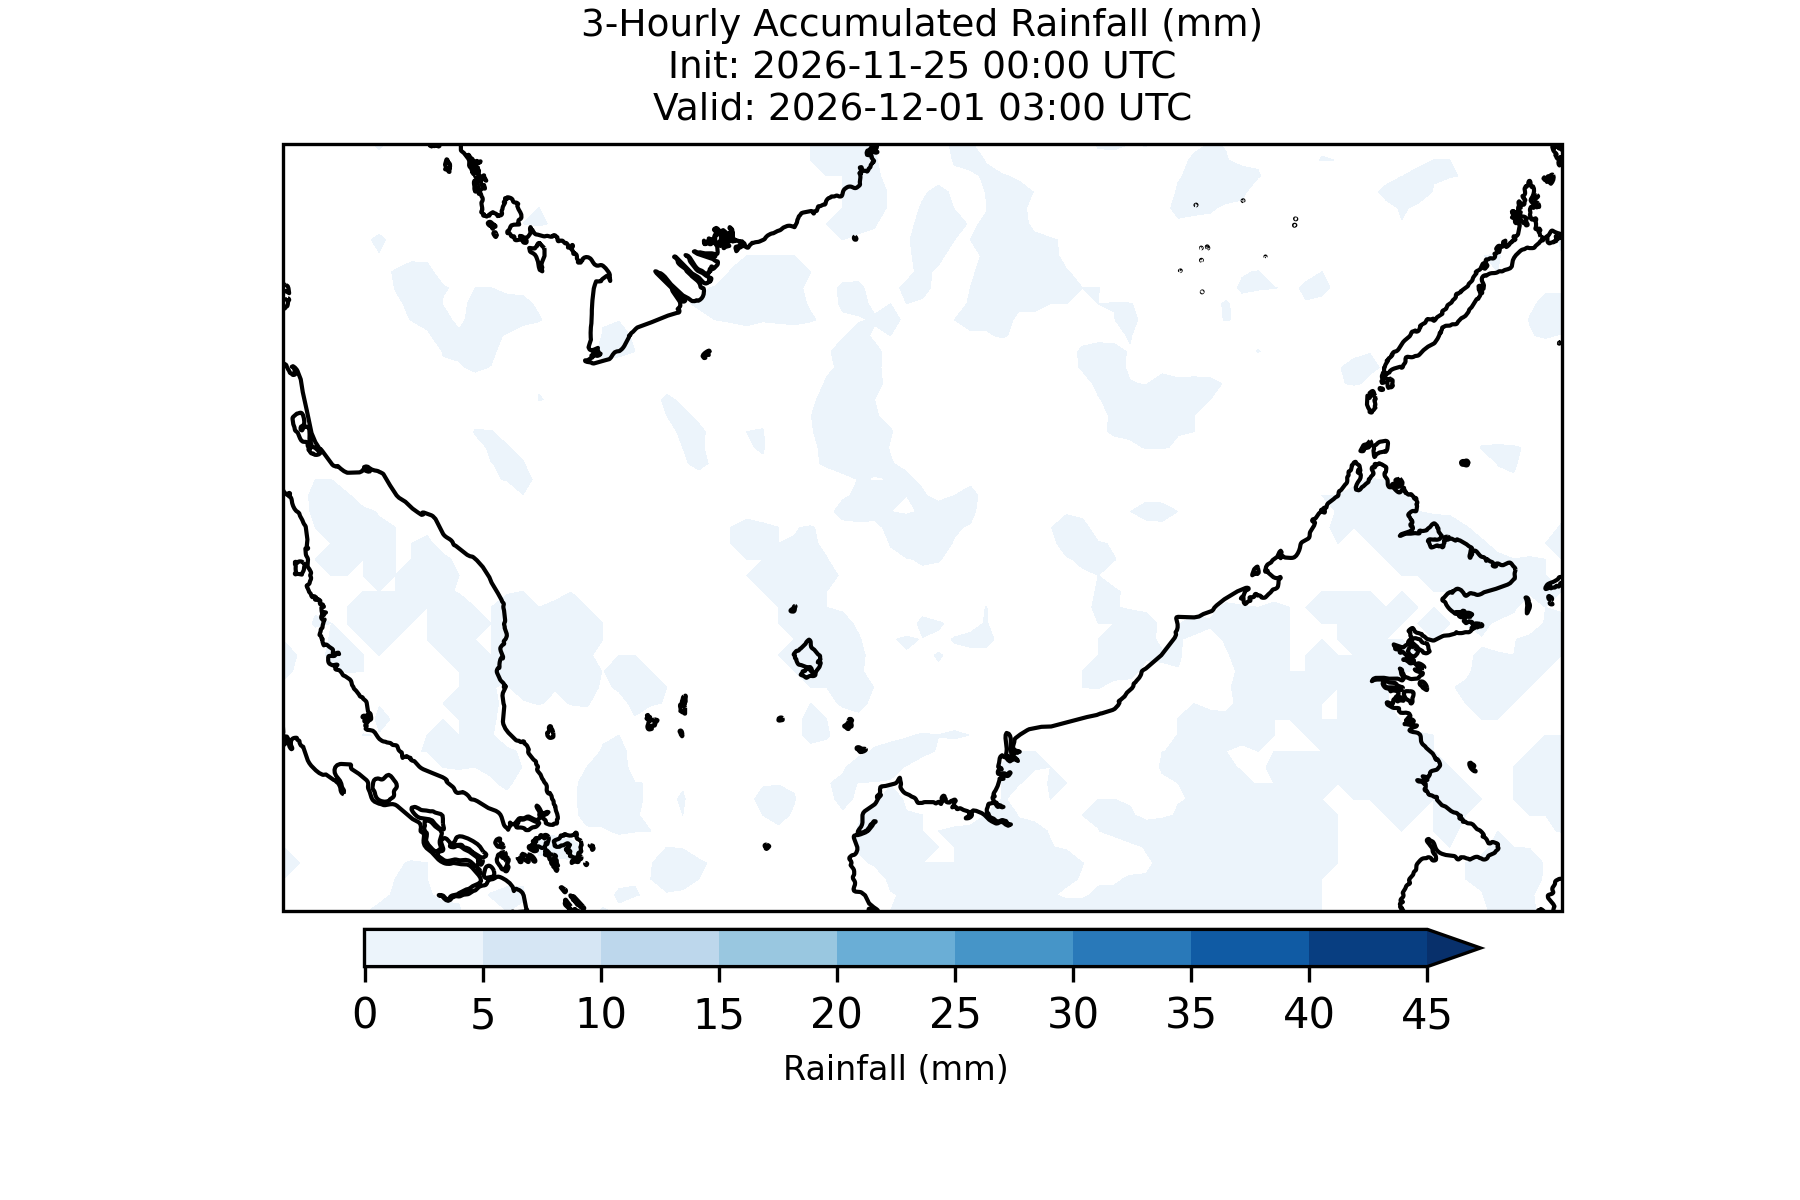 3-Hourly Accumulated Rainfall (mm)
Init: 2026-11-25 00:00 UTC
Valid: 2026-12-01 03:00 UTC
0 5 10 15 20 25 30 35 40 45
Rainfall (mm)